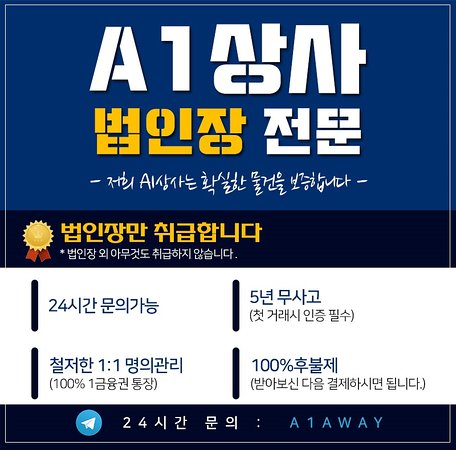 A1상사
법인장 전문
- 저희 A1상사는 확실한 물건을 보증합니다 -
법인장만 취급합니다
* 법인장 외 아무것도 취급하지 않습니다.
24시간 문의가능
5년 무사고
(첫 거래시 인증 필수)
철저한 1:1 명의관리
(100% 1금융권 통장)
100%후불제
(받아보신 다음 결제하시면 됩니다.)
24시간 문의 : A1AWAY